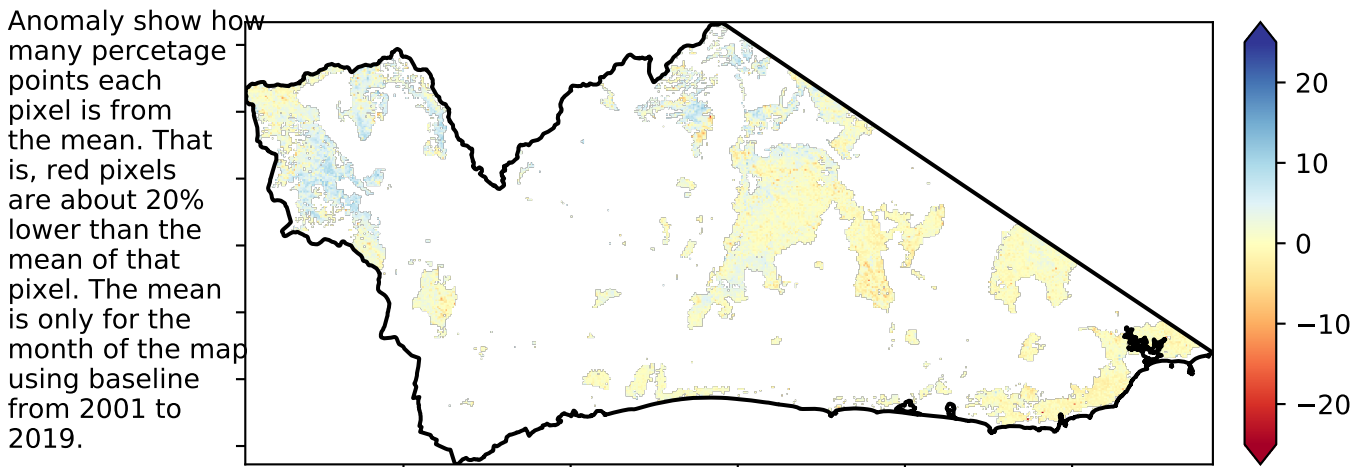 Anomaly show how
many percetage
points each
pixel is from
the mean. That
is, red pixels
are about 20%
lower than the
mean of that
pixel. The mean
is only for the
month of the map
using baseline
from 2001 to
2019.
20
10
0
−10
−20